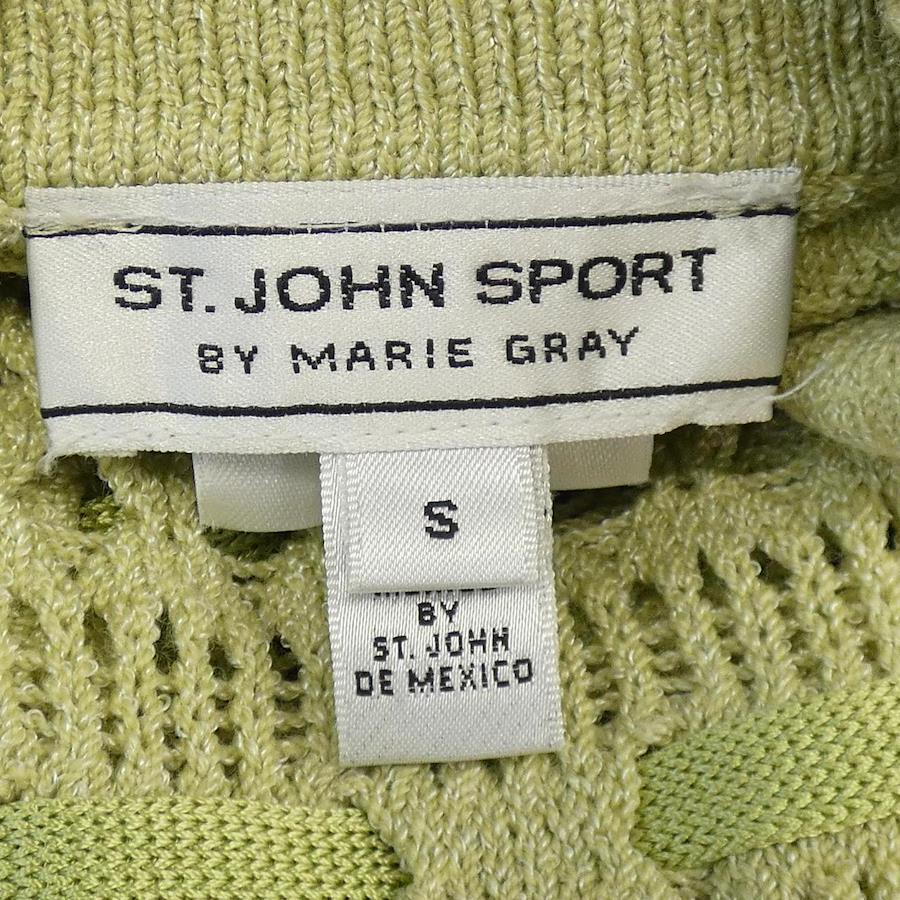 ST. JOHN SPORT
BY MARIE GRAY
S
BY
ST. JOHN
DE MEXICO